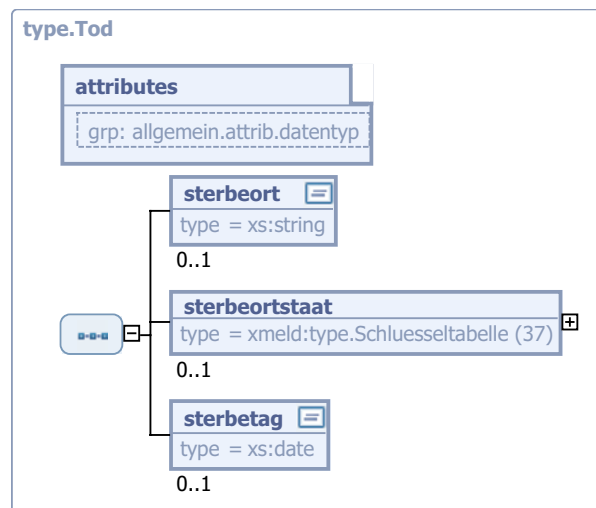 type.Tod
attributes
grp: allgemein.attrib.datentyp
sterbeort
type = xs:string
0..1
sterbeortstaat
type = xmeld:type.Schluesseltabelle (37)
0..1
sterbetag
type = xs:date
0..1